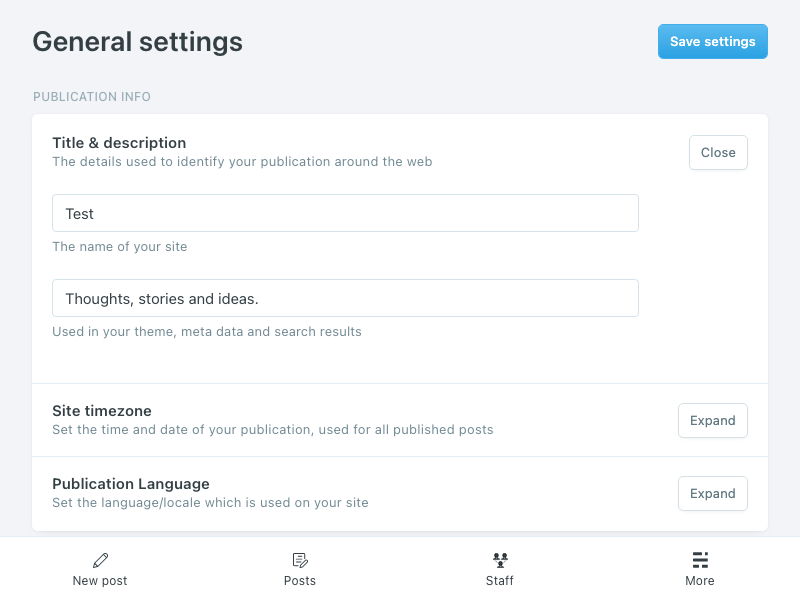 General settings
Save settings
PUBLICATION INFO
Title & description
The details used to identify your publication around the web
Close
Test
The name of your site
Thoughts, stories and ideas.
Used in your theme, meta data and search results
Site timezone
Set the time and date of your publication, used for all published posts
Expand
Publication Language
Set the language/locale which is used on your site
Expand
New post
Posts
Staff
More